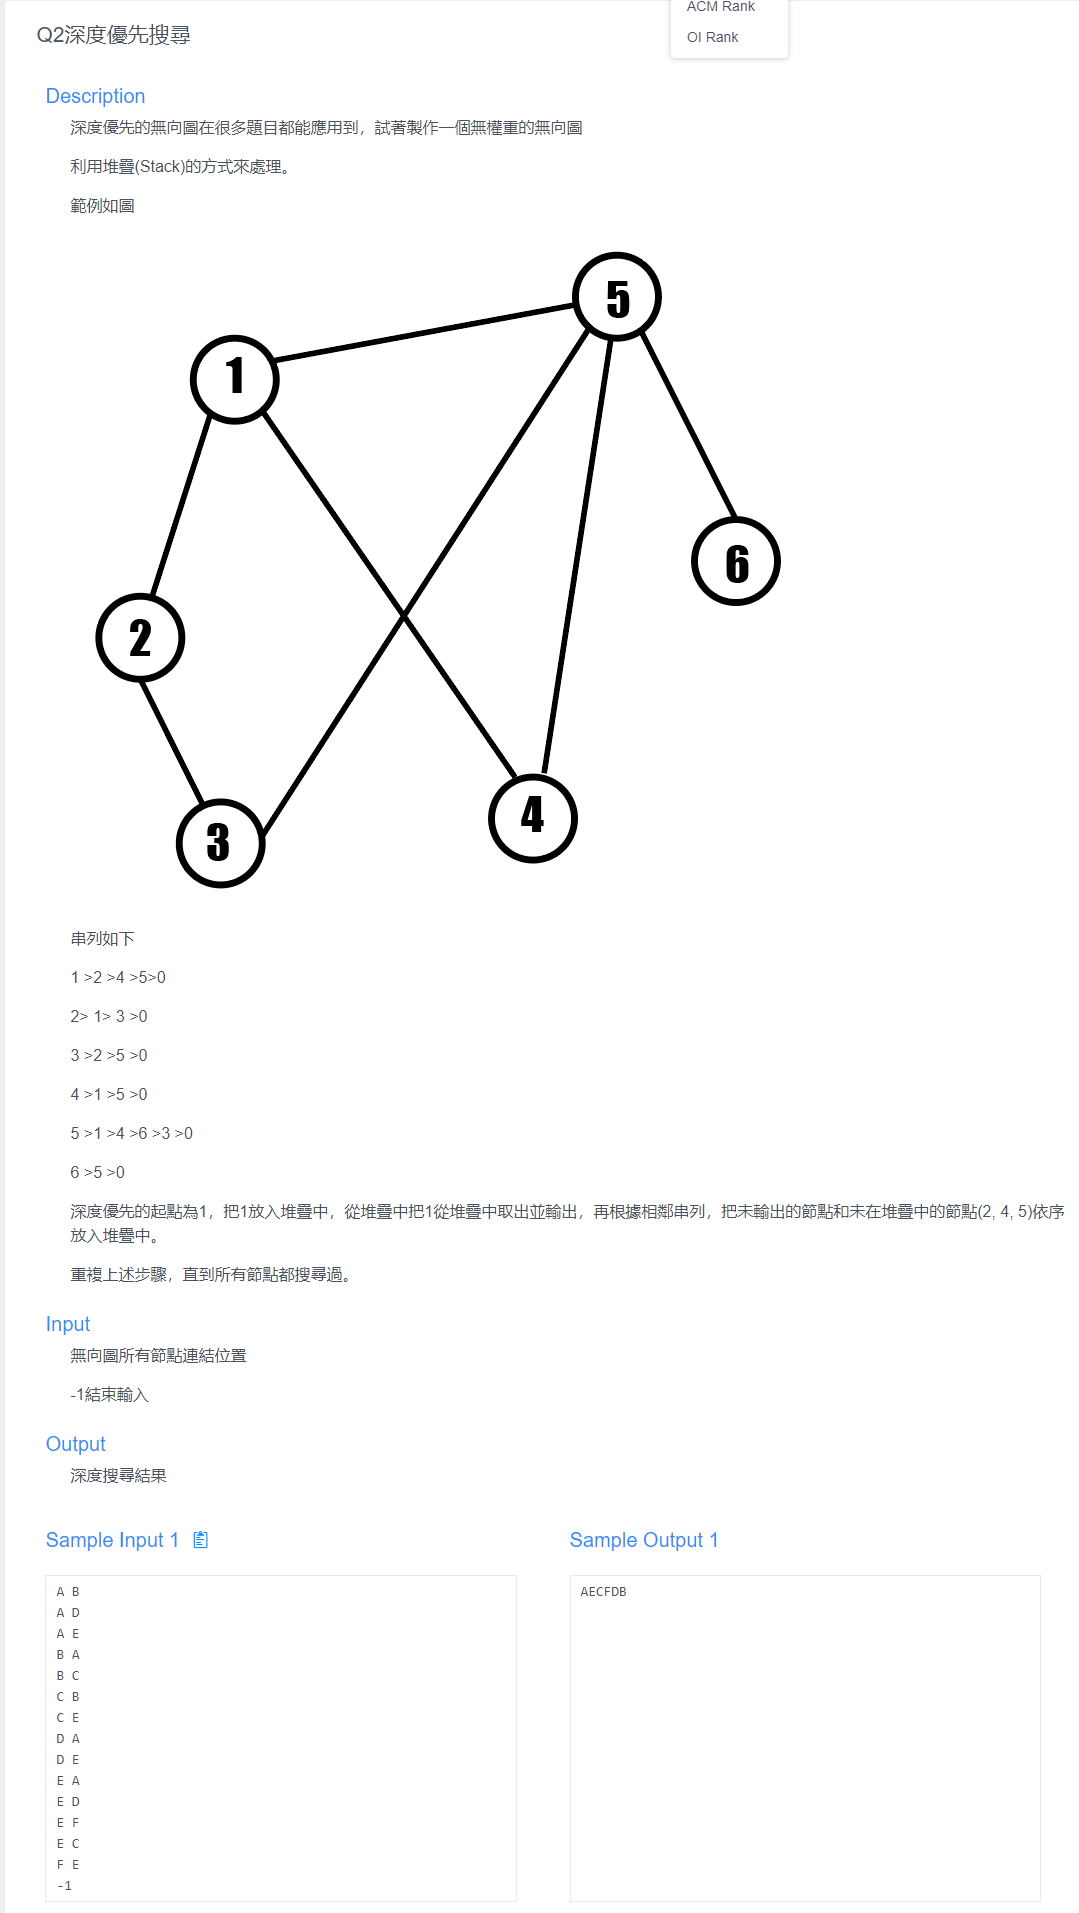 ACM Rank
OI Rank
Q2深度優先搜尋
Description
深度優先的無向圖在很多題目都能應用到，試著製作一個無權重的無向圖
利用堆疊(Stack)的方式來處理。
範例如圖
5
1
6
2
4
3
串列如下
1 >2 >4 >5>0
2> 1> 3 >0
3 >2 >5 >0
4 >1 >5 >0
5 >1 >4 >6 >3 >0
6 >5 >0
深度優先的起點為1，把1放入堆疊中，從堆疊中把1從堆疊中取出並輸出，再根據相鄰串列，把未輸出的節點和未在堆疊中的節點(2, 4, 5)依序
放入堆疊中。
重複上述步驟，直到所有節點都搜尋過。
Input
無向圖所有節點連結位置
-1結束輸入
Output
深度搜尋結果
Sample Input 1
A B
A D
A E
B A
B C
C B
C E
D A
D E
E A
E D
E F
E C
F E
-1
Sample Output 1
AECFDB